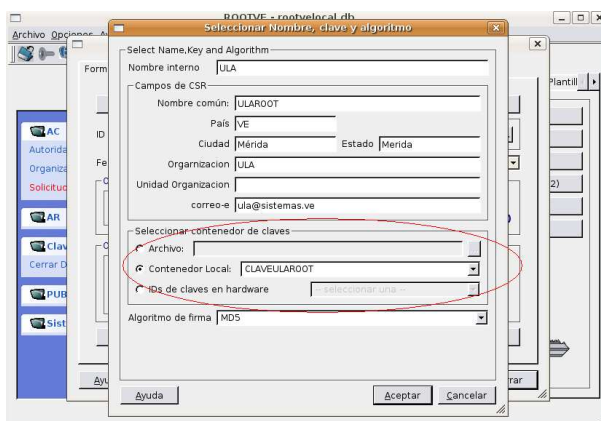 ROOTVE - rootvelocal.db
Archivo Opciones
Seleccionar Nombre, clave y algoritmo
Form
Plantill
Select Name,Key and Algorithm
Nombre interno ULA
Campos de CSR
Nombre común: ULAROOT
País VE
Ciudad Mérida Estado Merida
Orgarnizacion ULA
Unidad Organizacion
correo-e ula@sistemas.ve
Seleccionar contenedor de claves
Archivo:
Contenedor Local: CLAVEULAROOT
IDs de claves en hardware -- seleccionar una --
Algoritmo de firma MD5
Ayuda Aceptar Cancelar
AC
ID
Autorida
Fe
Organiza
Solicitud
2)
AR
Clav
Cerrar D
PUB
Sist
Ayu
rar